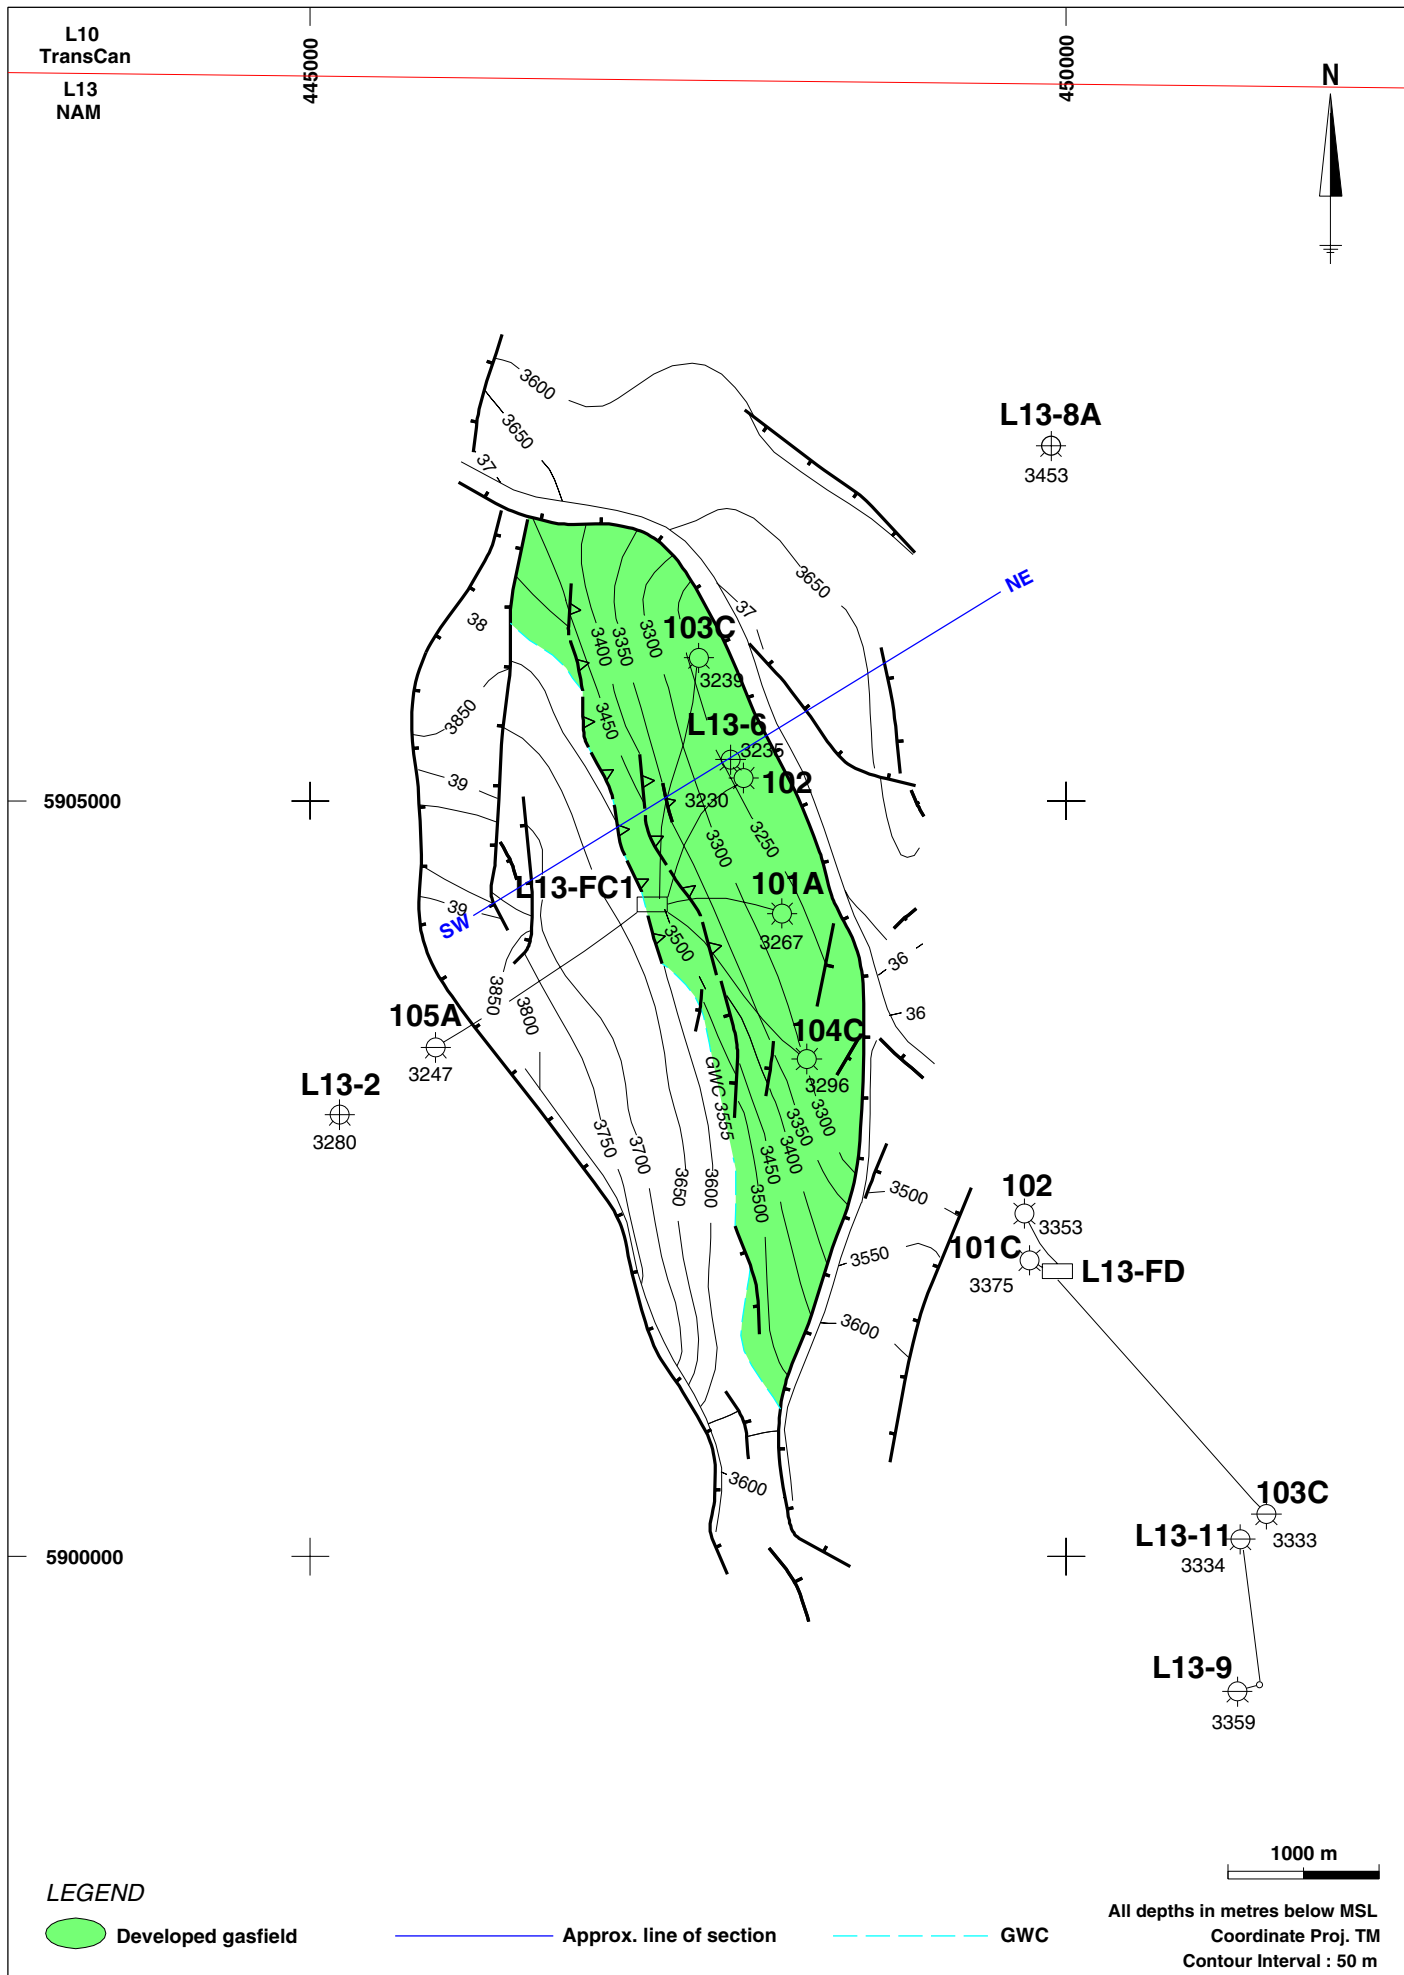 L10
TransCan
L13
NAM
445000
450000
N
3600
3650
37
L13-8A
3453
3650
NE
37
38
103C
3239
3300
3350
3400
3450
L13-6
3235
102
3230
3850
39
5905000
3250
3300
L13-FC1
101A
3267
39
SW
3500
36
36
3850
3800
105A
3247
104C
3296
L13-2
3280
GWC 3555
3300
3350
3400
3450
3500
3750
3700
3650
3600
3500
102
3353
3550
101C
3375
L13-FD
3600
3600
103C
3333
L13-11
3334
5900000
L13-9
3359
1000 m
LEGEND
Developed gasfield
Approx. line of section
GWC
All depths in metres below MSL
Coordinate Proj. TM
Contour Interval : 50 m